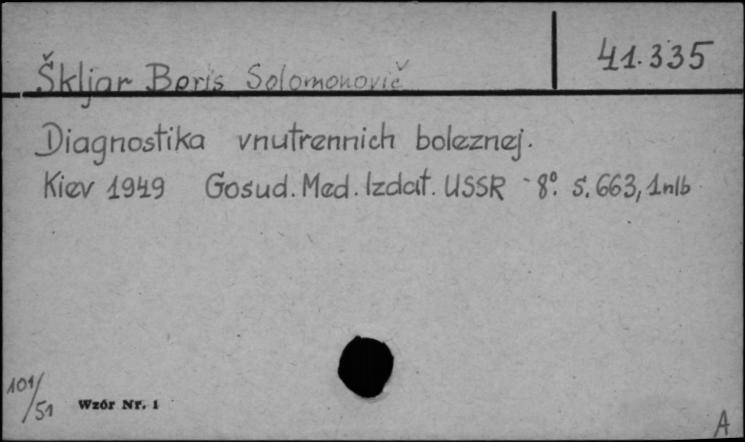 41.335
Škljar Boris Solomonovič
Diagnostika vnutrennich boleznej.
Kiev 1949 Gosud. Med. Izdat. USSR - 8°. S. 663, 1nlb
101/51
Wzór Nr. 1
A